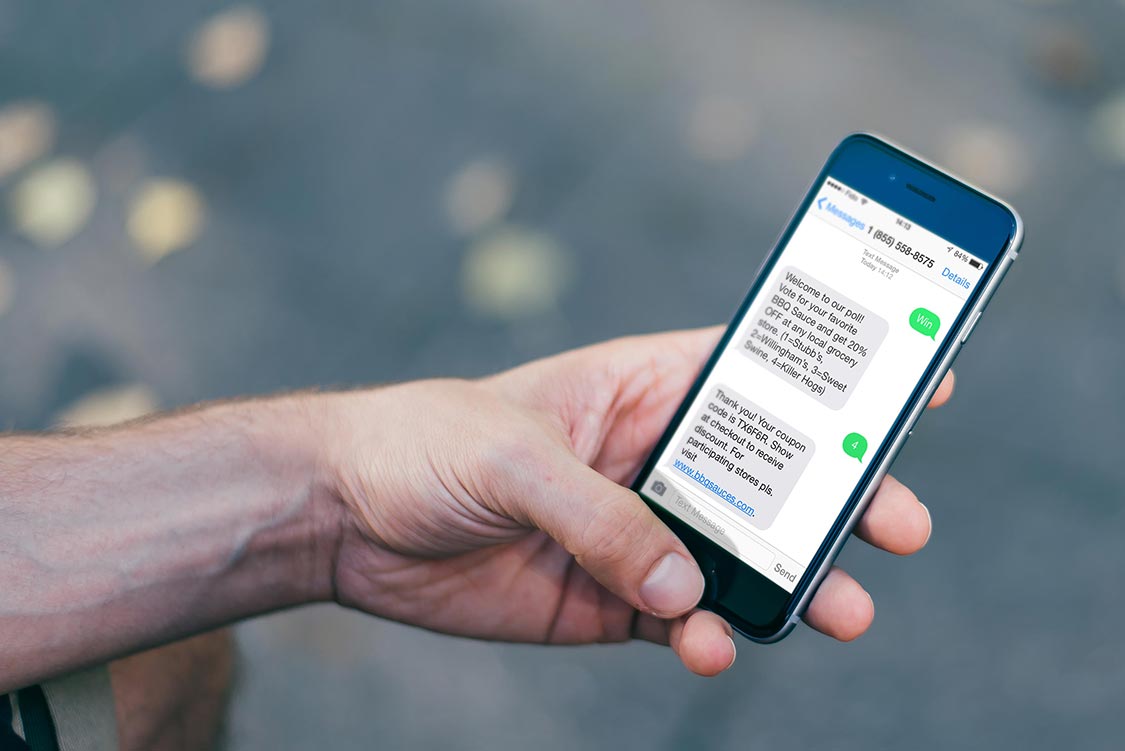 Fido 14:13 84%
Messages 1 (855) 558-8575 Details
Text Message
Today 14:12
Win
Welcome to our poll!
Vote for your favorite
BBQ Sauce and get 20%
OFF at any local grocery
store. (1=Stubb's,
2=Willingham's, 3=Sweet
Swine, 4=Killer Hogs)
4
Thank you! Your coupon
code is TX6F6R. Show
at checkout to receive
discount. For
participating stores pls.
visit
www.bbqsauces.com.
Text Message
Send